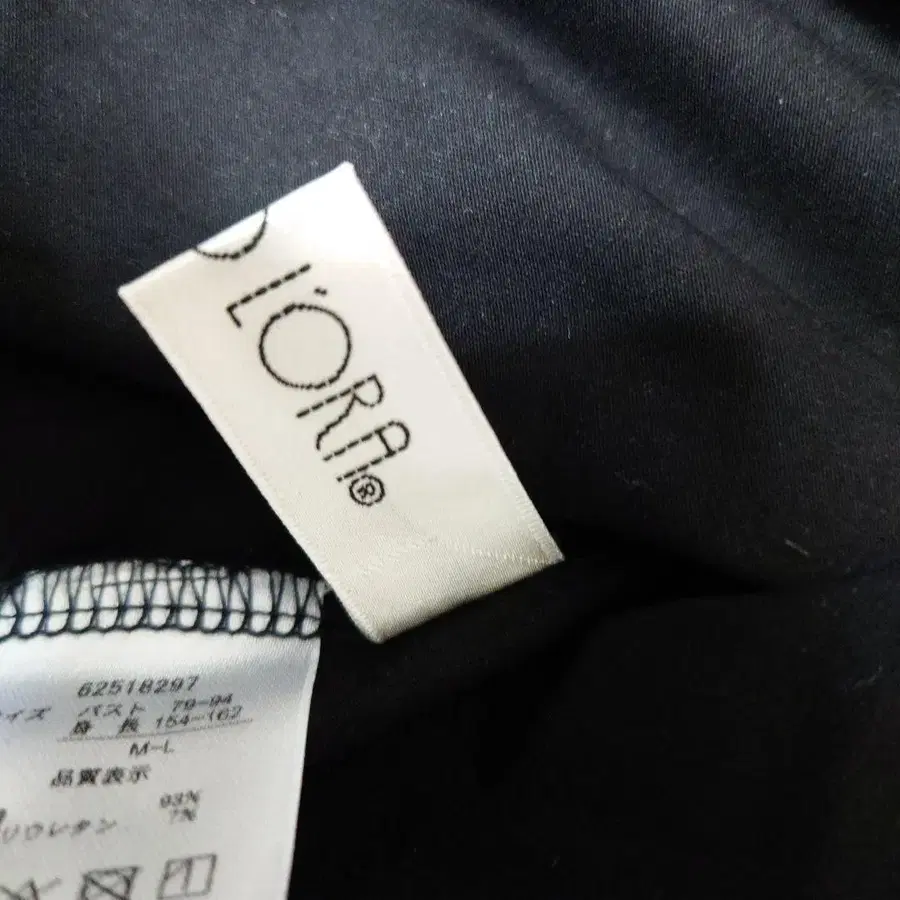 L'ORA®
62518297
イズ バスト 79-94
身 長 154-162
M-L
品質表示
93%
リウレタン 7%